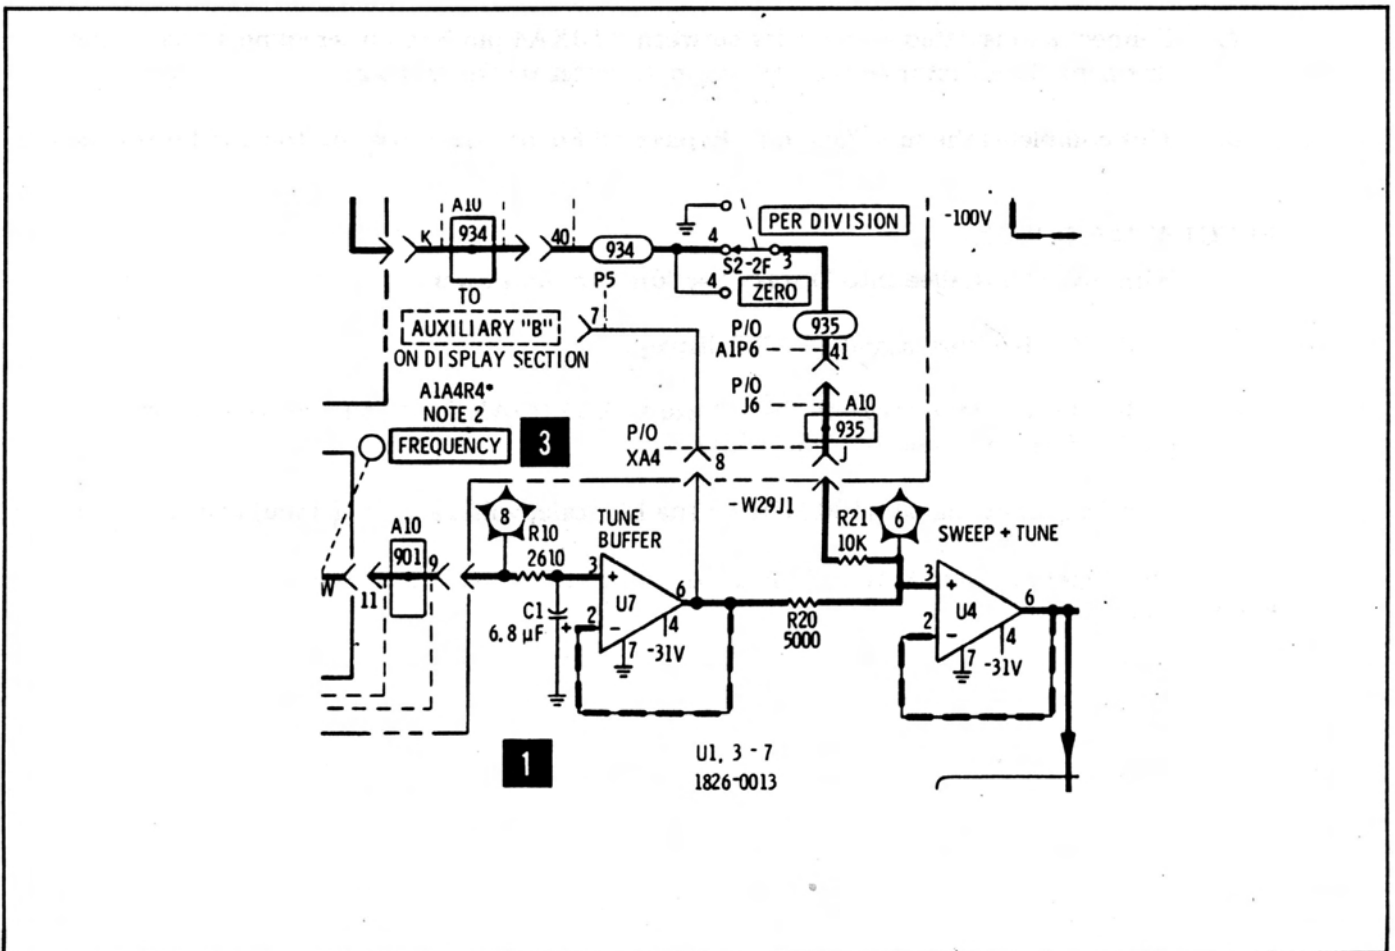 A10
934
K
40
934
4
S2-2F
3
PER DIVISION
-100V
TO
AUXILIARY "B"
ON DISPLAY SECTION
P5
7
4
ZERO
P/O
A1P6
935
41
P/O
J6
A10
935
A1A4R4*
NOTE 2
FREQUENCY
3
P/O
XA4
8
J
-W29J1
8
R10
2610
TUNE
BUFFER
R21
10K
6
SWEEP + TUNE
W
11
A10
901
9
C1
6.8 µF
+
3
+
2
-
U7
6
4
-31V
7
R20
5000
3
+
2
-
U4
6
4
-31V
7
1
U1, 3 - 7
1826-0013